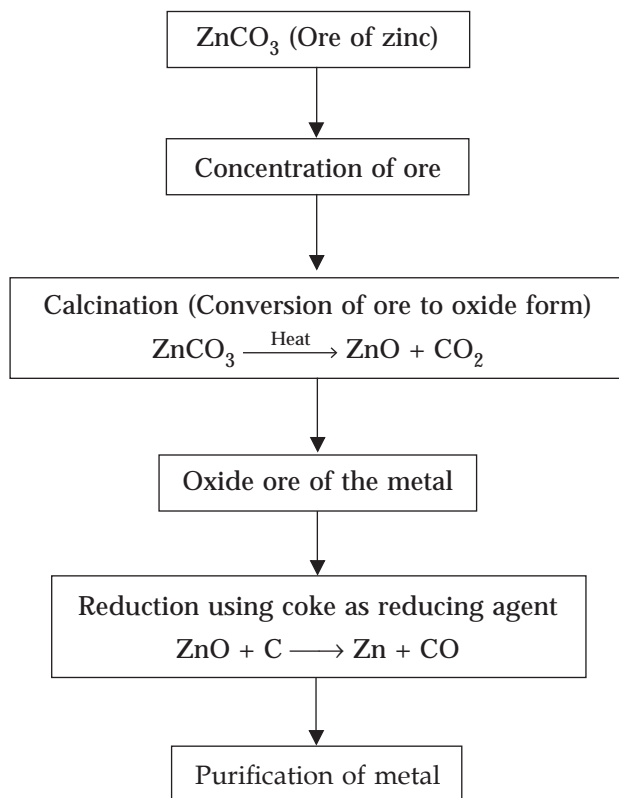 ZnCO₃ (Ore of zinc)
Concentration of ore
Calcination (Conversion of ore to oxide form)
ZnCO₃ —Heat→ ZnO + CO₂
Oxide ore of the metal
Reduction using coke as reducing agent
ZnO + C ⟶ Zn + CO
Purification of metal